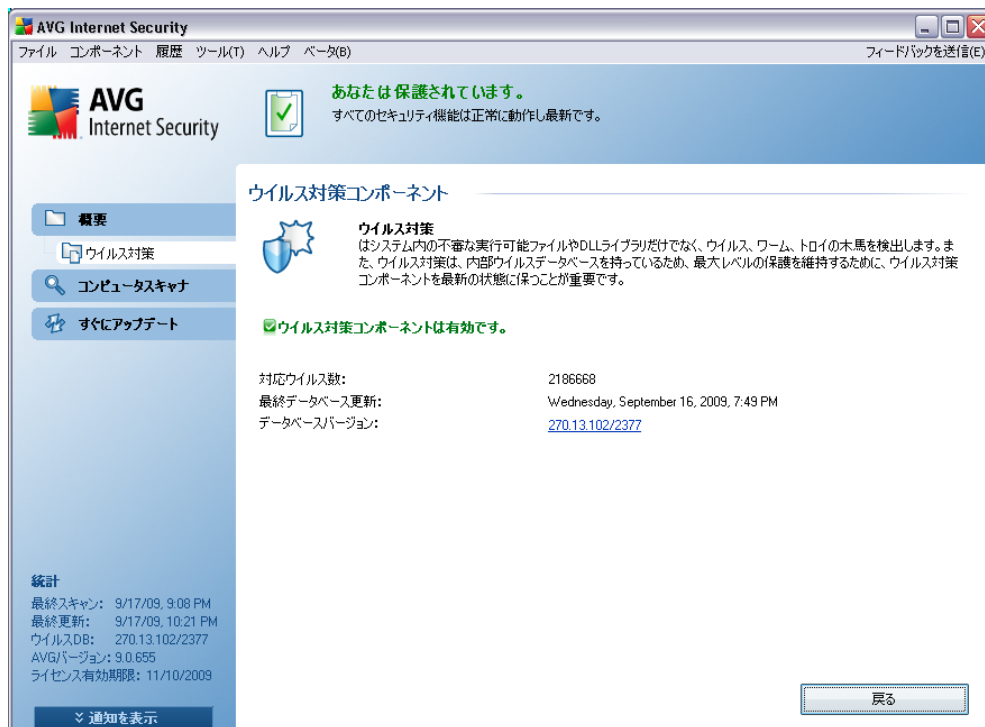 AVG Internet Security
ファイル コンポーネント 履歴 ツール(T) ヘルプ ベータ(B) フィードバックを送信(E)
AVG
Internet Security
あなたは保護されています。
すべてのセキュリティ機能は正常に動作し最新です。
概要
ウイルス対策
コンピュータスキャナ
すぐにアップデート
ウイルス対策コンポーネント
ウイルス対策
はシステム内の不審な実行可能ファイルやDLLライブラリだけでなく、ウイルス、ワーム、トロイの木馬を検出します。ま
た、ウイルス対策は、内部ウイルスデータベースを持っているため、最大レベルの保護を維持するために、ウイルス対策
コンポーネントを最新の状態に保つことが重要です。
ウイルス対策コンポーネントは有効です。
対応ウイルス数: 2186668
最終データベース更新: Wednesday, September 16, 2009, 7:49 PM
データベースバージョン: 270.13.102/2377
統計
最終スキャン: 9/17/09, 9:08 PM
最終更新: 9/17/09, 10:21 PM
ウイルスDB: 270.13.102/2377
AVGバージョン: 9.0.655
ライセンス有効期限: 11/10/2009
通知を表示
戻る